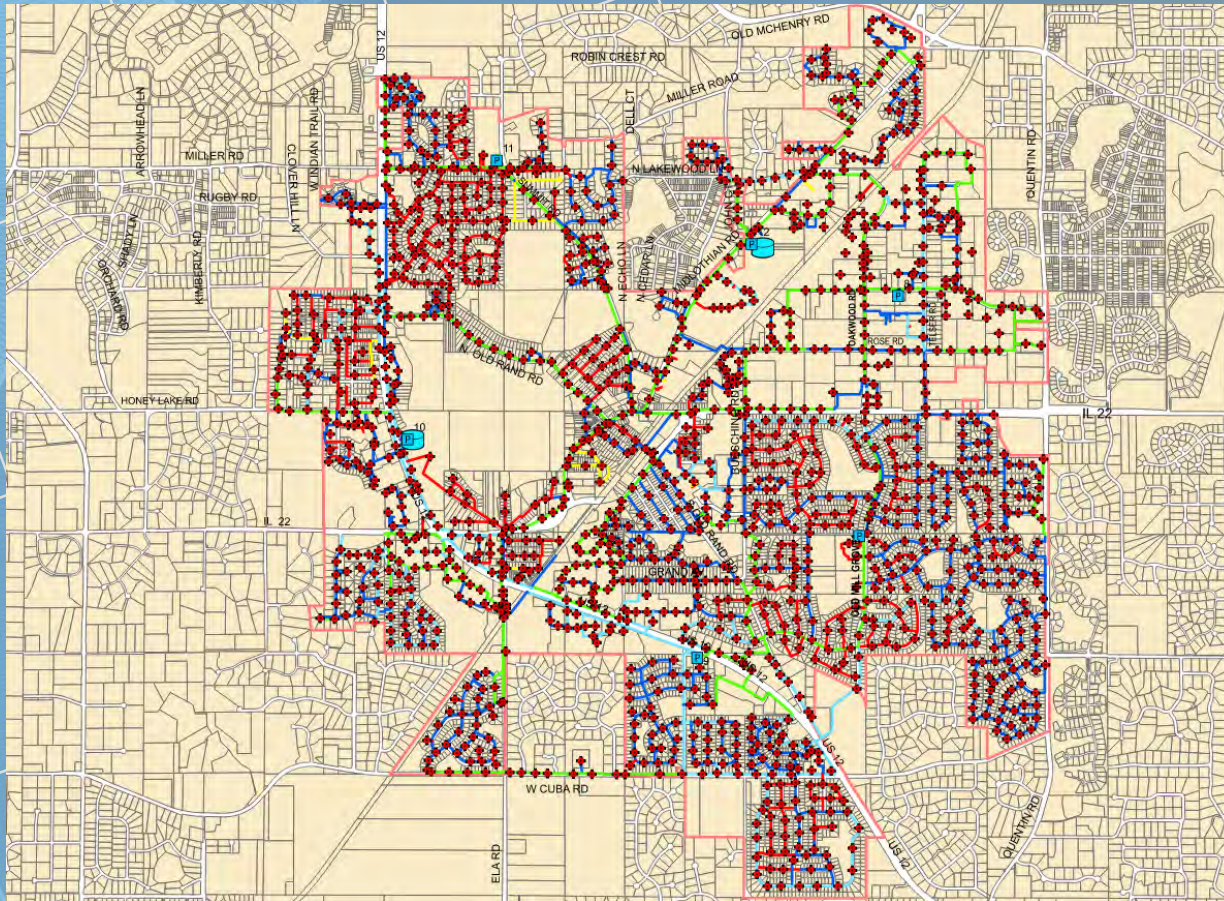 OLD MCHENRY RD
US 12
ROBIN CREST RD
MILLER ROAD
DELL CT
ARROWHEAD LN
W INDIAN TRAIL RD
CLOVER HILL LN
QUENTIN RD
MILLER RD
P
11
N LAKEWOOD LN
RUGBY RD
SHADY LN
KIMBERLY RD
ORCHARD RD
N ECHO LN
N CEDAR LN
P
P
OAKWOOD RD
TELSER RD
ROSE RD
N OLD RAND RD
HONEY LAKE RD
IL 22
P
10
IL 22
P
GRAND AV
P
US 12
W CUBA RD
ELA RD
QUENTIN RD
US 12